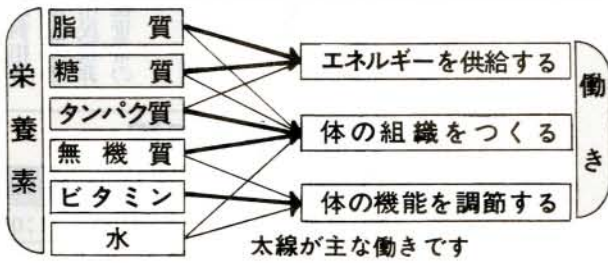 栄養素
脂質
糖質
タンパク質
無機質
ビタミン
水
エネルギーを供給する
体の組織をつくる
体の機能を調節する
働き
太線が主な働きです